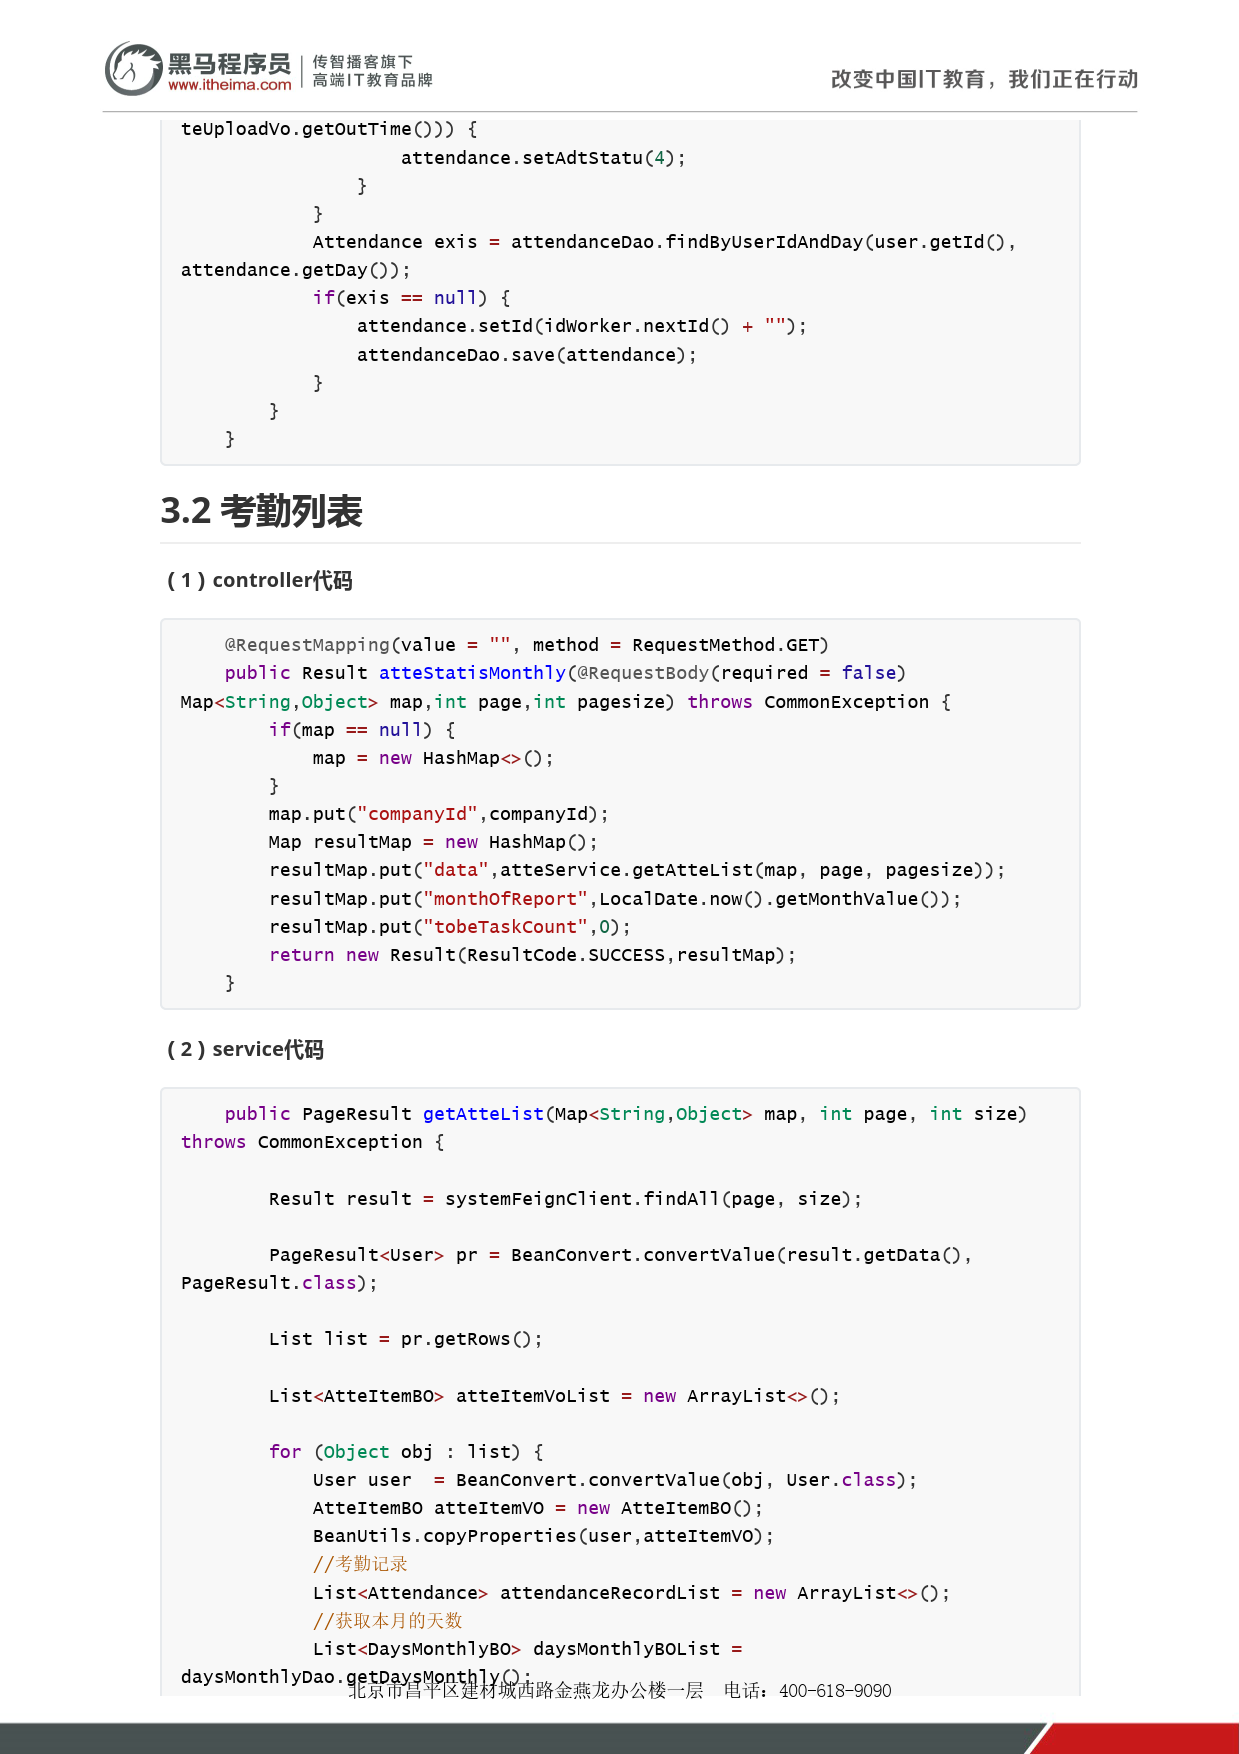 黑马程序员
www.itheima.com
传智播客旗下
高端IT教育品牌
改变中国IT教育，我们正在行动
teUploadVo.getOutTime())) {
                    attendance.setAdtStatu(4);
                }
            }
            Attendance exis = attendanceDao.findByUserIdAndDay(user.getId(),
attendance.getDay());
            if(exis == null) {
                attendance.setId(idWorker.nextId() + "");
                attendanceDao.save(attendance);
            }
        }
    }
3.2 考勤列表
（1）controller代码
    @RequestMapping(value = "", method = RequestMethod.GET)
    public Result atteStatisMonthly(@RequestBody(required = false)
Map<String,Object> map,int page,int pagesize) throws CommonException {
        if(map == null) {
            map = new HashMap<>();
        }
        map.put("companyId",companyId);
        Map resultMap = new HashMap();
        resultMap.put("data",atteService.getAtteList(map, page, pagesize));
        resultMap.put("monthOfReport",LocalDate.now().getMonthValue());
        resultMap.put("tobeTaskCount",0);
        return new Result(ResultCode.SUCCESS,resultMap);
    }
（2）service代码
    public PageResult getAtteList(Map<String,Object> map, int page, int size)
throws CommonException {
        Result result = systemFeignClient.findAll(page, size);
        PageResult<User> pr = BeanConvert.convertValue(result.getData(),
PageResult.class);
        List list = pr.getRows();
        List<AtteItemBO> atteItemVoList = new ArrayList<>();
        for (Object obj : list) {
            User user  = BeanConvert.convertValue(obj, User.class);
            AtteItemBO atteItemVO = new AtteItemBO();
            BeanUtils.copyProperties(user,atteItemVO);
            //考勤记录
            List<Attendance> attendanceRecordList = new ArrayList<>();
            //获取本月的天数
            List<DaysMonthlyBO> daysMonthlyBOList =
daysMonthlyDao.getDaysMonthly();
北京市昌平区建材城西路金燕龙办公楼一层  电话：400-618-9090